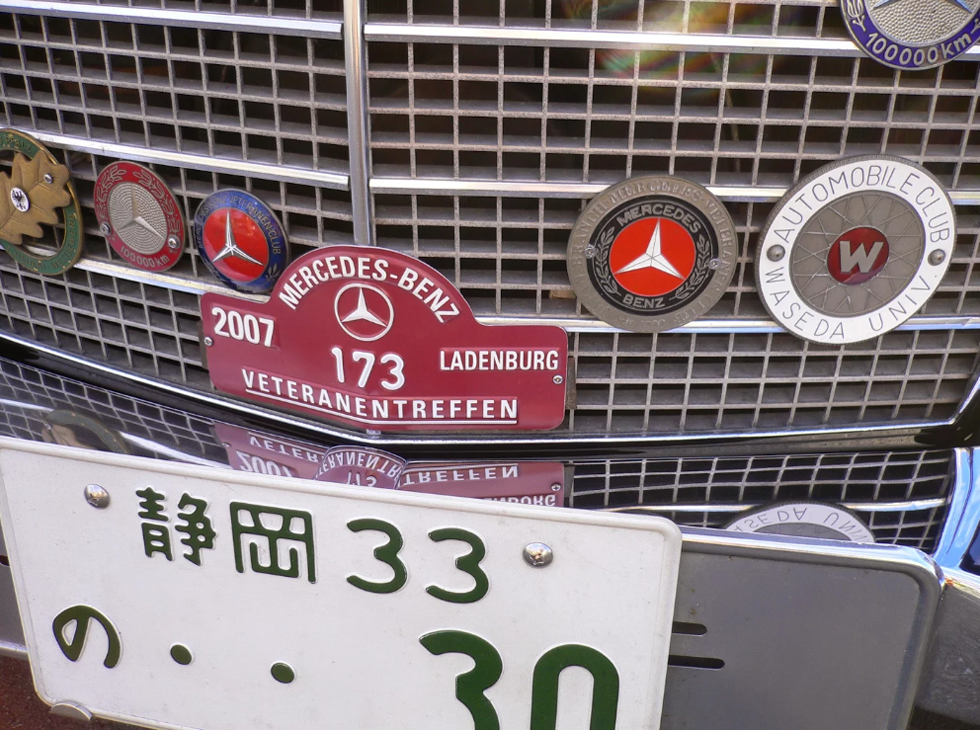 100000km
100000km
MERCEDES-BENZ
2007
173
LADENBURG
VETERANENTREFFEN
MERCEDES
BENZ
AUTOMOBILE CLUB
WASEDA UNIV.
W
静岡 33
の・・ 30